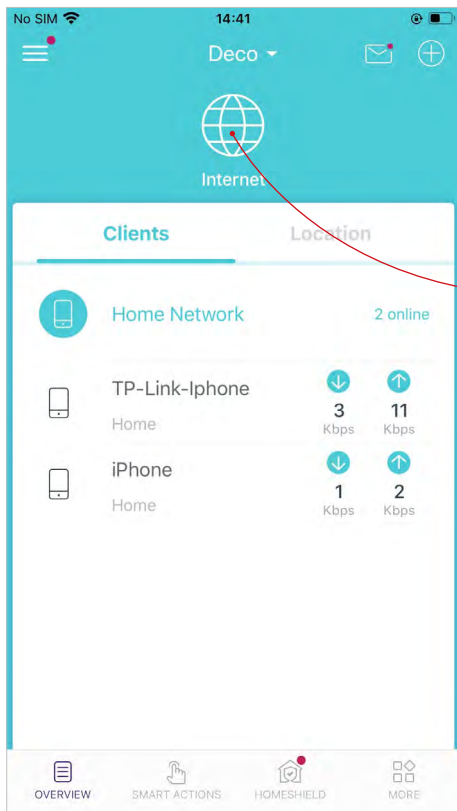 No SIM 14:41
Deco
Internet
Clients Location
Home Network 2 online
TP-Link-Iphone
Home
3 11
Kbps Kbps
iPhone
Home
1 2
Kbps Kbps
OVERVIEW SMART ACTIONS HOMESHIELD MORE